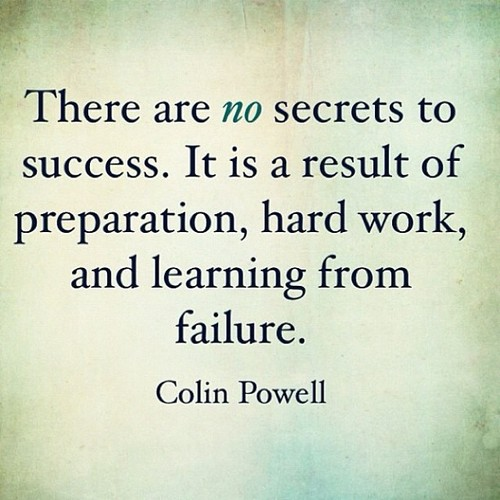 There are no secrets to
success. It is a result of
preparation, hard work,
and learning from
failure.
Colin Powell